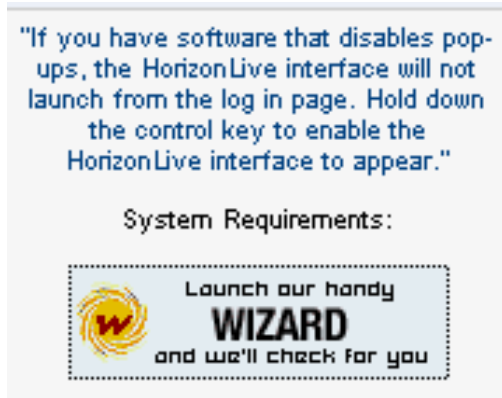 "If you have software that disables pop-
ups, the HorizonLive interface will not
launch from the log in page. Hold down
the control key to enable the
HorizonLive interface to appear."
System Requirements:
Launch our handy
W WIZARD
and we'll check for you